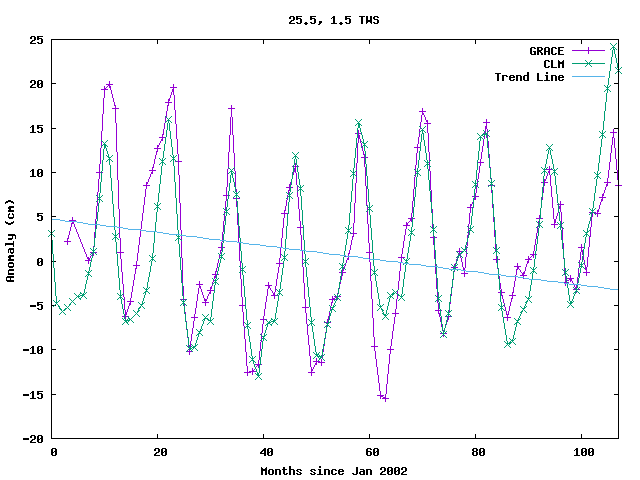 25.5, 1.5 TWS
GRACE
CLM
Trend Line
25
20
15
10
5
0
-5
-10
-15
-20
Anomaly (cm)
0 20 40 60 80 100
Months since Jan 2002